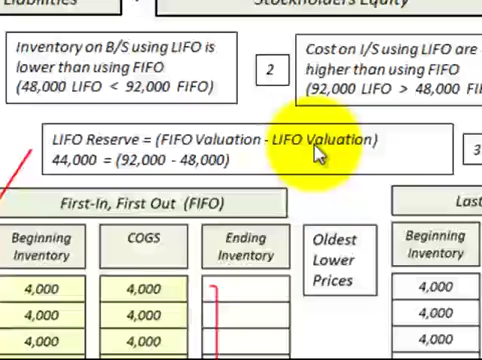 Liabilities
Stockholders Equity
Inventory on B/S using LIFO is
lower than using FIFO
(48,000 LIFO < 92,000 FIFO)
2
Cost on I/S using LIFO are
higher than using FIFO
(92,000 LIFO > 48,000 FI
LIFO Reserve = (FIFO Valuation - LIFO Valuation)
44,000 = (92,000 - 48,000)
3
First-In, First Out (FIFO)
Las
Beginning
Inventory
COGS
Ending
Inventory
Oldest
Lower
Prices
Beginning
Inventory
4,000
4,000
4,000
4,000
4,000
4,000
4,000
4,000
4,000